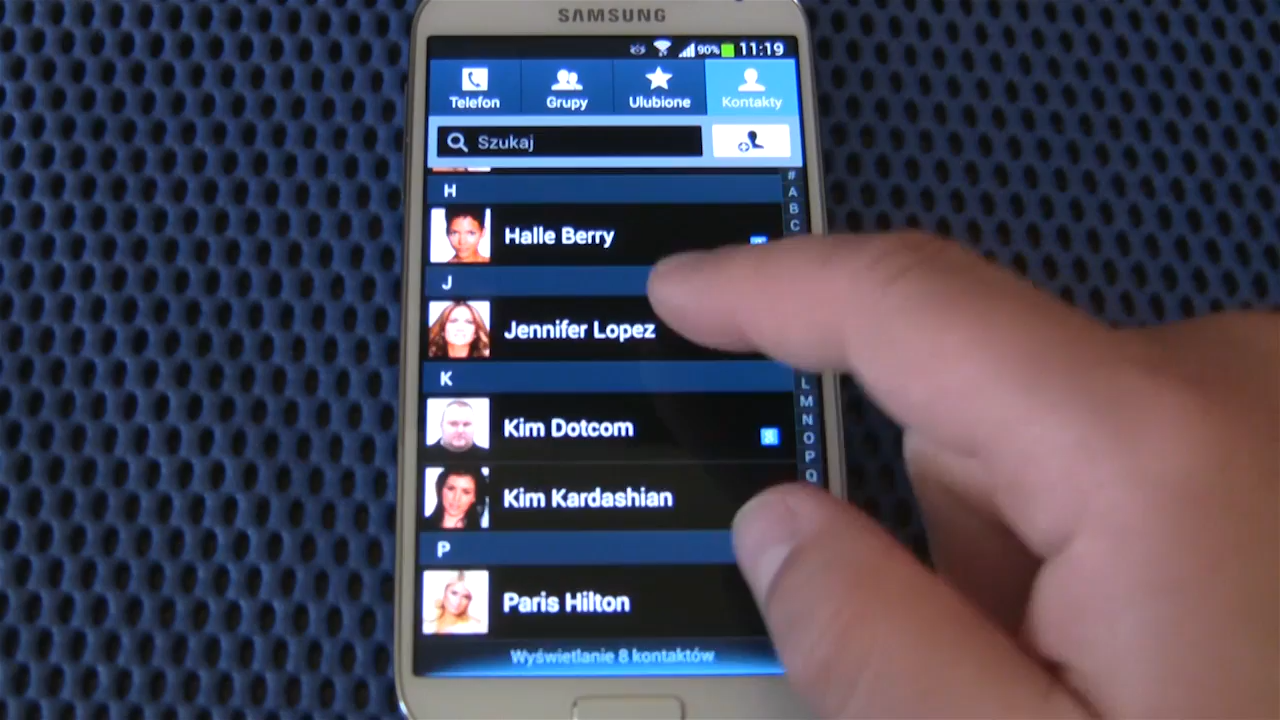 SAMSUNG
90% 11:19
Telefon Grupy Ulubione Kontakty
Szukaj
#
H
A
B
C
Halle Berry
J
Jennifer Lopez
K
L
M
Kim Dotcom
N
O
P
Q
Kim Kardashian
P
Paris Hilton
Wyświetlanie 8 kontaktów